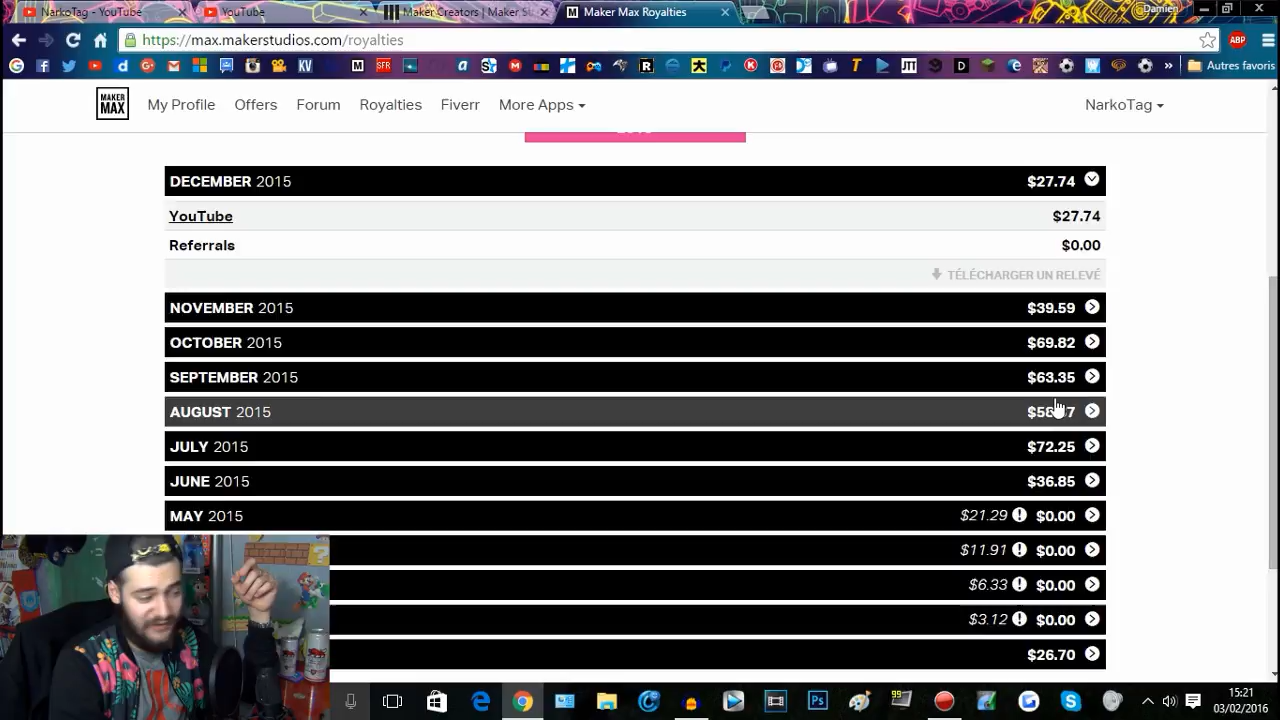 NarkoTag - YouTube
YouTube
Maker Creators | Maker St
Maker Max Royalties
Damien
https://max.makerstudios.com/royalties
ABP
Autres favoris
MAKER MAX
My Profile
Offers
Forum
Royalties
Fiverr
More Apps
NarkoTag
DECEMBER 2015 $27.74
YouTube $27.74
Referrals $0.00
TÉLÉCHARGER UN RELEVÉ
NOVEMBER 2015 $39.59
OCTOBER 2015 $69.82
SEPTEMBER 2015 $63.35
AUGUST 2015
JULY 2015 $72.25
JUNE 2015 $36.85
MAY 2015 $21.29 $0.00
$11.91 $0.00
$6.33 $0.00
$3.12 $0.00
$26.70
15:21
03/02/2016